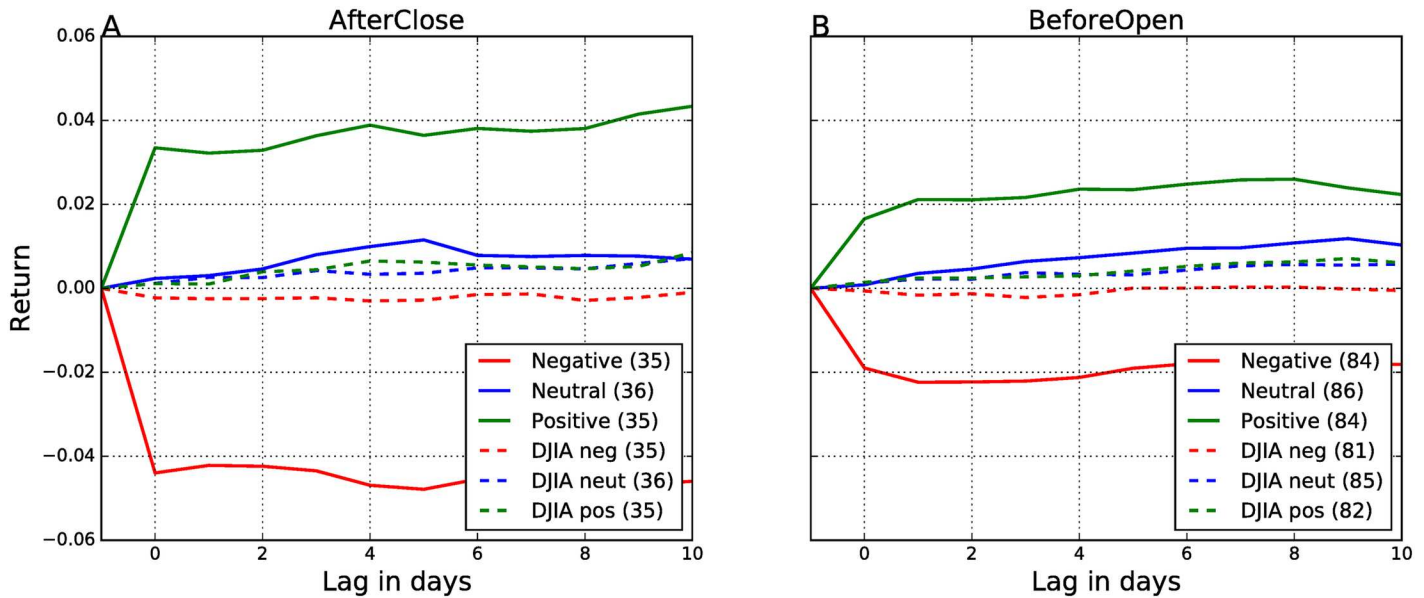 A
AfterClose
0.06
0.04
0.02
0.00
−0.02
−0.04
−0.06
Return
Negative (35)
Neutral (36)
Positive (35)
DJIA neg (35)
DJIA neut (36)
DJIA pos (35)
0 2 4 6 8 10
Lag in days
B
BeforeOpen
Negative (84)
Neutral (86)
Positive (84)
DJIA neg (81)
DJIA neut (85)
DJIA pos (82)
0 2 4 6 8 10
Lag in days